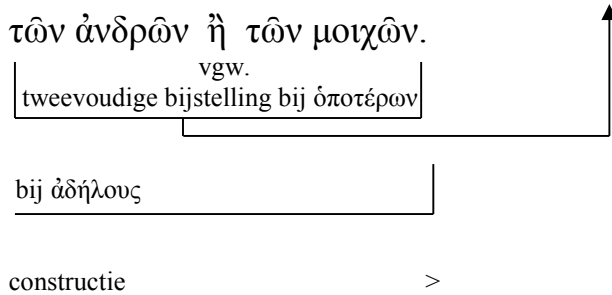 τῶν ἀνδρῶν ἢ τῶν μοιχῶν.
vgw.
tweevoudige bijstelling bij ὁποτέρων
bij ἀδήλους
constructie >